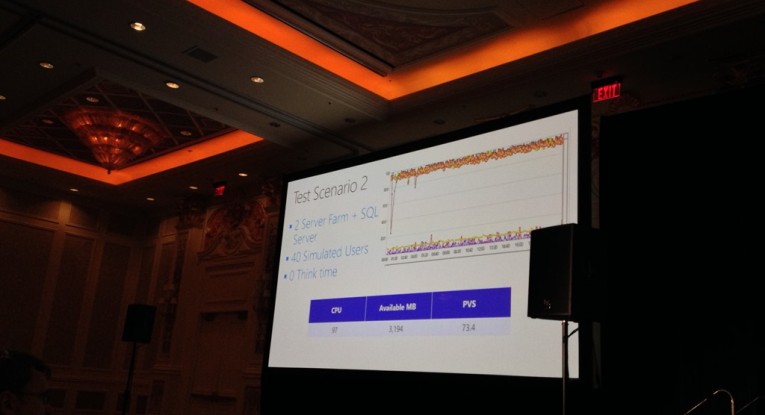 EXIT
Test Scenario 2
• 2 Server Farm + SQL
Server
• 40 Simulated Users
• 0 Think time
CPU Available MB PVS
97 3,184 73.4